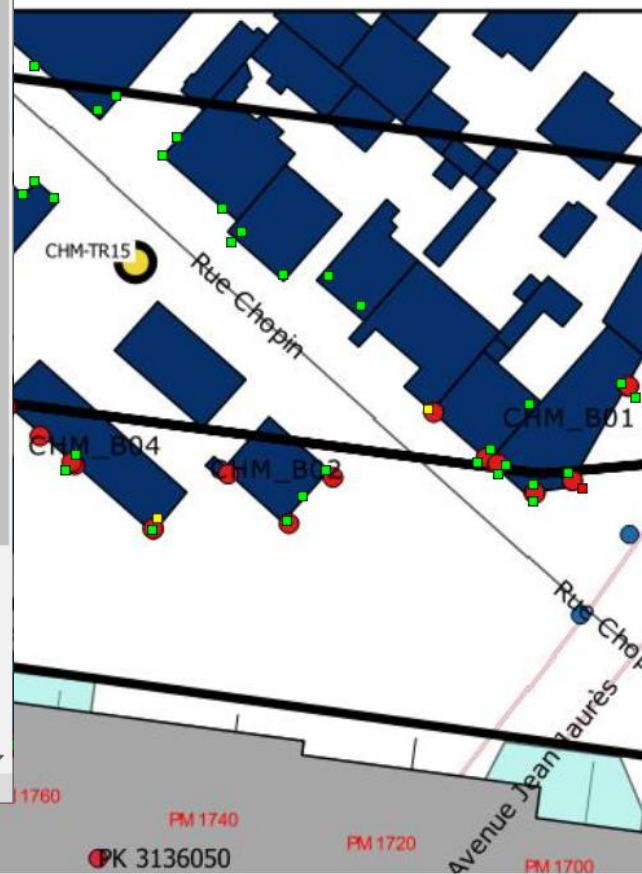 CHM-TR15
Rue Chopin
CHM_B01
CHM_B04
CHM_B02
Rue Chop
Avenue Jean Jaurès
1760
PM 1740
PM 1720
PM 1700
PK 3136050